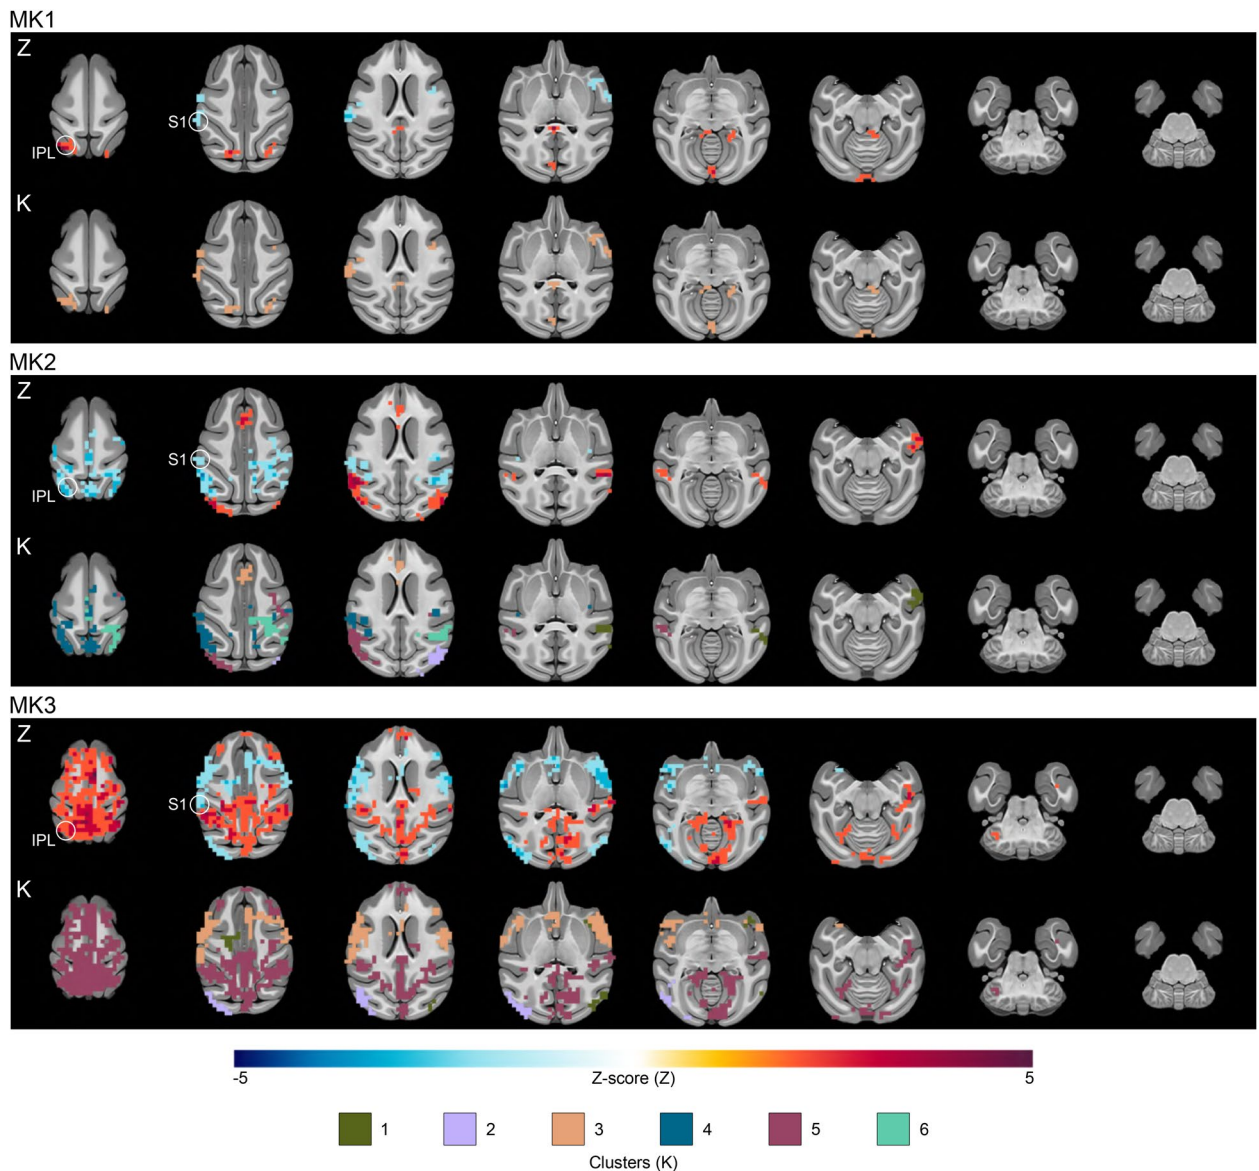 MK1
Z
S1
IPL
K
MK2
Z
S1
IPL
K
MK3
Z
S1
IPL
K
-5 Z-score (Z) 5
1 2 3 4 5 6
Clusters (K)